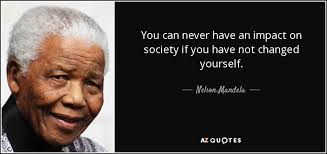 You can never have an impact on
society if you have not changed
yourself.
Nelson Mandela
AZ QUOTES